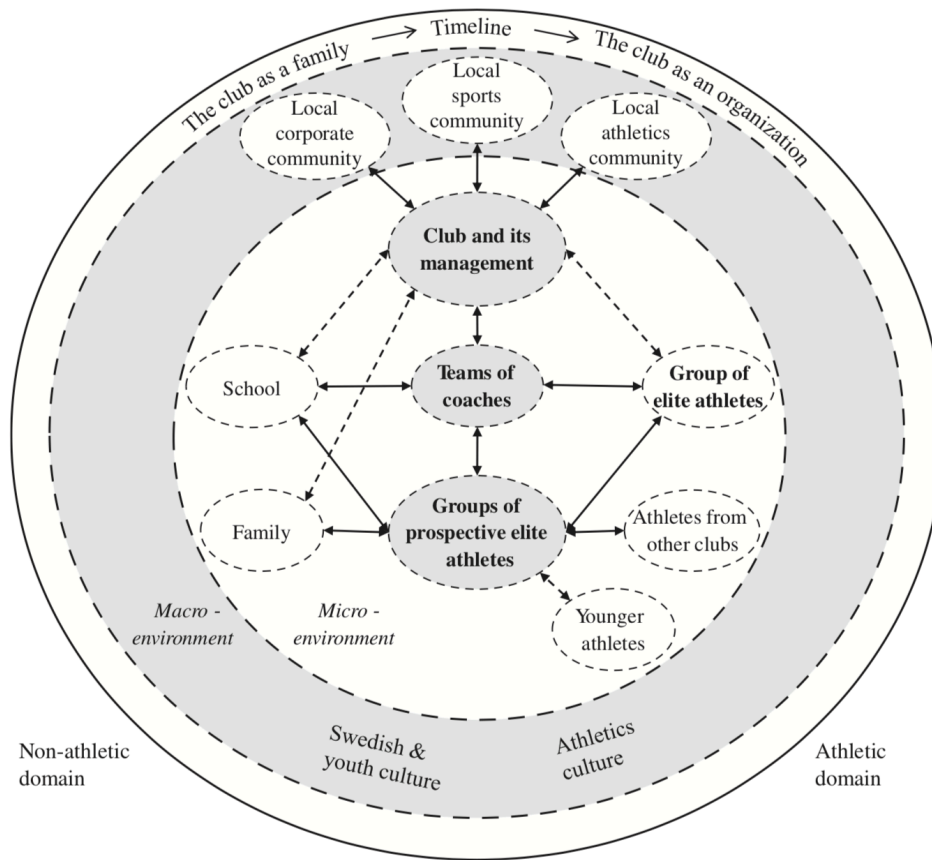 The club as a family
Timeline
The club as an organization
Local
corporate
community
Local
sports
community
Local
athletics
community
Club and its
management
School
Teams of
coaches
Group of
elite athletes
Family
Groups of
prospective elite
athletes
Athletes from
other clubs
Younger
athletes
Macro -
environment
Micro -
environment
Swedish &
youth culture
Athletics
culture
Non-athletic
domain
Athletic
domain